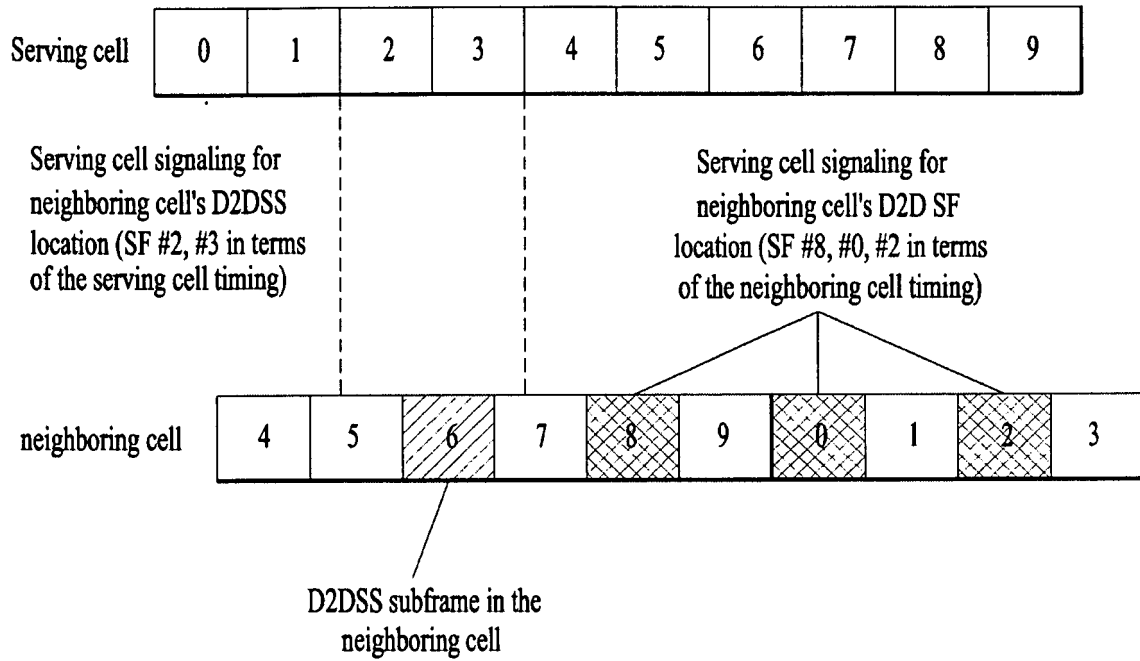 Serving cell 0 1 2 3 4 5 6 7 8 9
Serving cell signaling for
neighboring cell's D2DSS
location (SF #2, #3 in terms
of the serving cell timing)
Serving cell signaling for
neighboring cell's D2D SF
location (SF #8, #0, #2 in terms
of the neighboring cell timing)
neighboring cell 4 5 6 7 8 9 0 1 2 3
D2DSS subframe in the
neighboring cell